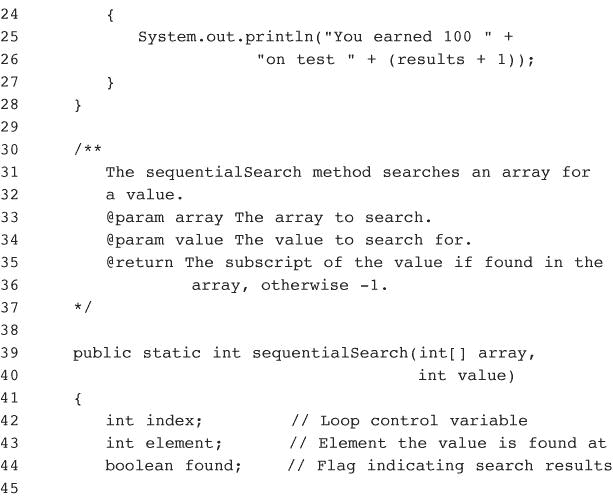 24 {
25 System.out.println("You earned 100 " +
26 "on test " + (results + 1));
27 }
28 }
29
30 /**
31 The sequentialSearch method searches an array for
32 a value.
33 @param array The array to search.
34 @param value The value to search for.
35 @return The subscript of the value if found in the
36 array, otherwise -1.
37 */
38
39 public static int sequentialSearch(int[] array,
40 int value)
41 {
42 int index; // Loop control variable
43 int element; // Element the value is found at
44 boolean found; // Flag indicating search results
45